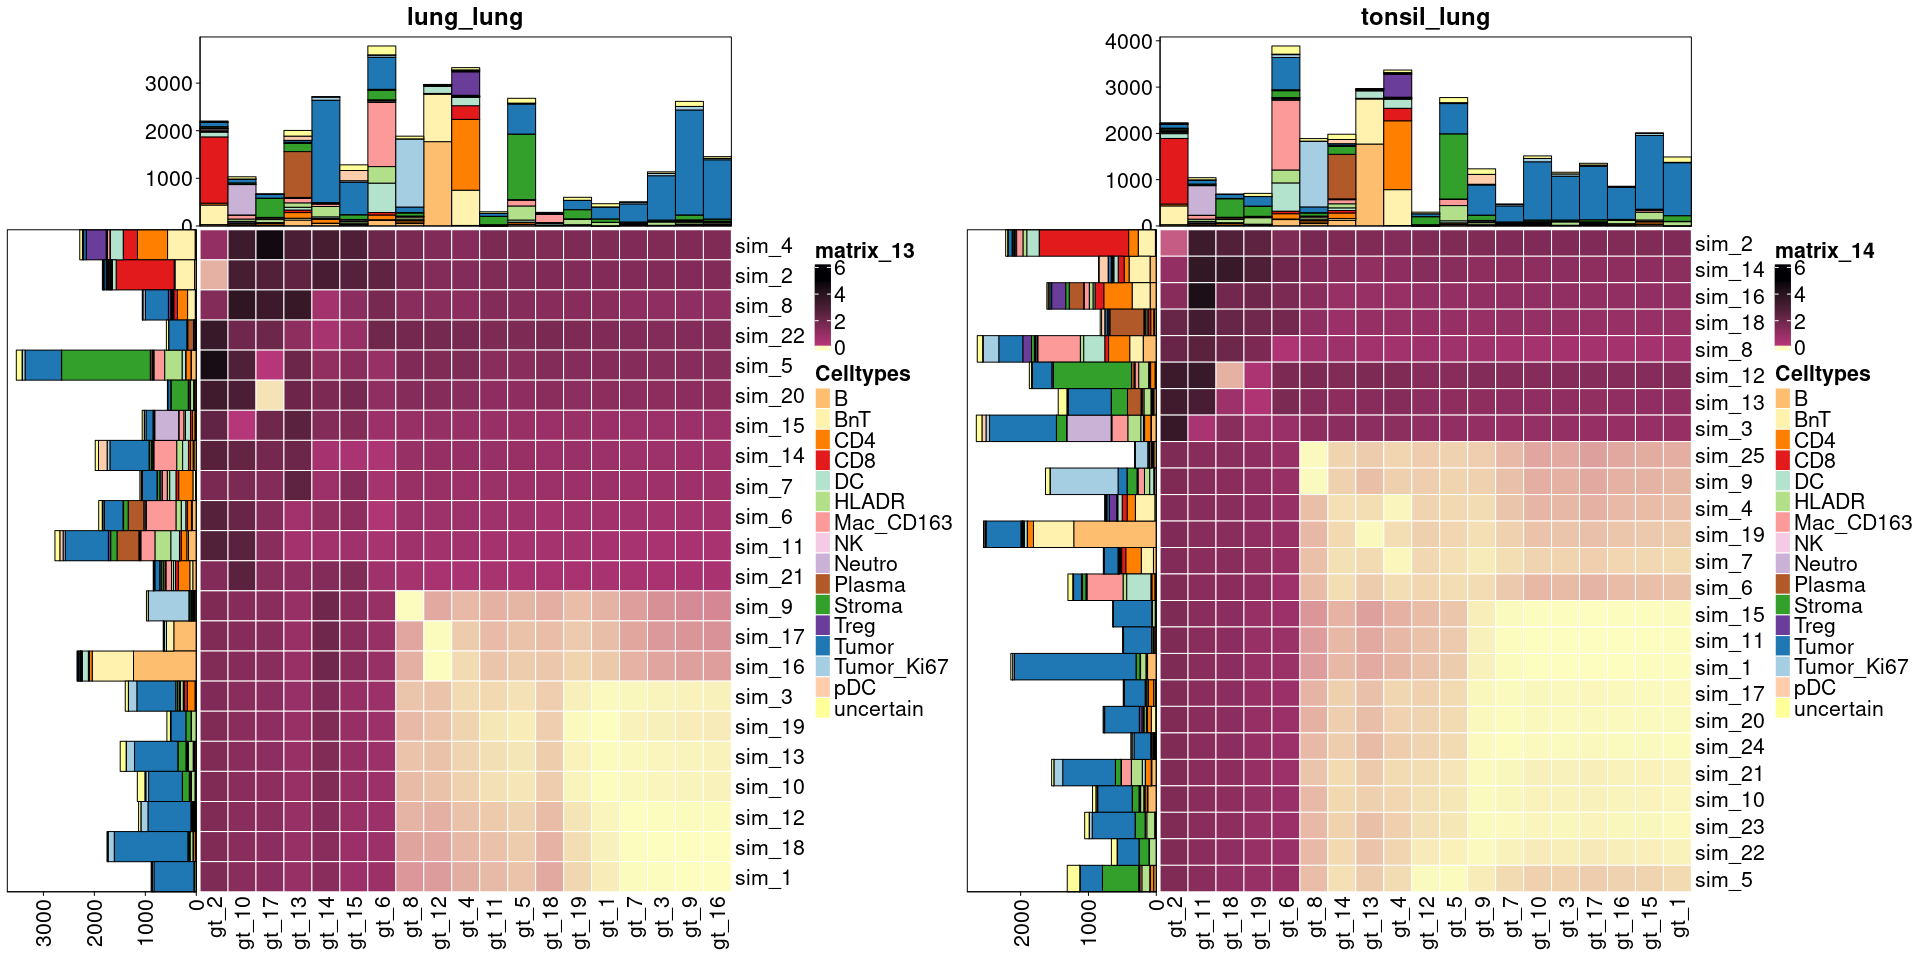 lung_lung
3000
2000
1000
0
sim_4
sim_2
sim_8
sim_22
sim_5
sim_20
sim_15
sim_14
sim_7
sim_6
sim_11
sim_21
sim_9
sim_17
sim_16
sim_3
sim_19
sim_13
sim_10
sim_12
sim_18
sim_1
3000
2000
1000
0
gt_2
gt_10
gt_17
gt_13
gt_14
gt_15
gt_6
gt_8
gt_12
gt_4
gt_11
gt_5
gt_18
gt_19
gt_1
gt_7
gt_3
gt_9
gt_16
matrix_13
6
4
2
0
Celltypes
B
BnT
CD4
CD8
DC
HLADR
Mac_CD163
NK
Neutro
Plasma
Stroma
Treg
Tumor
Tumor_Ki67
pDC
uncertain
tonsil_lung
4000
3000
2000
1000
0
sim_2
sim_14
sim_16
sim_18
sim_8
sim_12
sim_13
sim_3
sim_25
sim_9
sim_4
sim_19
sim_7
sim_6
sim_15
sim_11
sim_1
sim_17
sim_20
sim_24
sim_21
sim_10
sim_23
sim_22
sim_5
2000
1000
0
gt_2
gt_11
gt_18
gt_19
gt_6
gt_8
gt_14
gt_13
gt_4
gt_12
gt_5
gt_9
gt_7
gt_10
gt_3
gt_17
gt_16
gt_15
gt_1
matrix_14
6
4
2
0
Celltypes
B
BnT
CD4
CD8
DC
HLADR
Mac_CD163
NK
Neutro
Plasma
Stroma
Treg
Tumor
Tumor_Ki67
pDC
uncertain